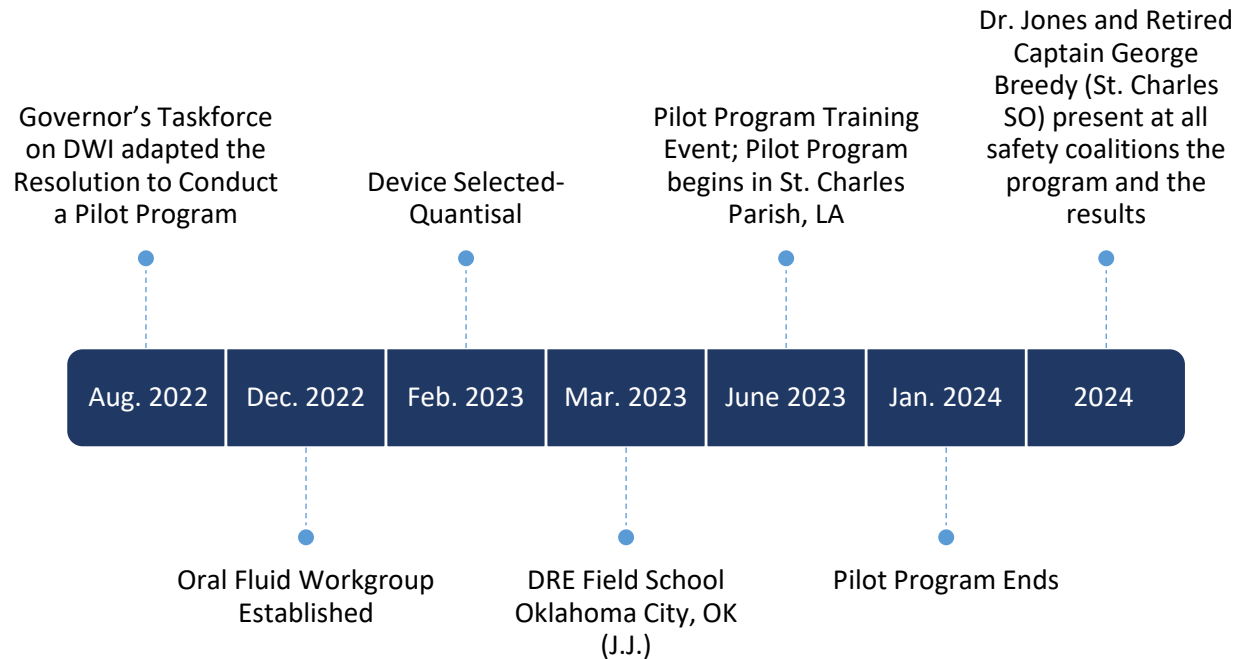 Governor's Taskforce
on DWI adapted the
Resolution to Conduct
a Pilot Program
Device Selected-
Quantisal
Pilot Program Training
Event; Pilot Program
begins in St. Charles
Parish, LA
Dr. Jones and Retired
Captain George
Breedy (St. Charles
SO) present at all
safety coalitions the
program and the
results
Aug. 2022
Dec. 2022
Feb. 2023
Mar. 2023
June 2023
Jan. 2024
2024
Oral Fluid Workgroup
Established
DRE Field School
Oklahoma City, OK
(J.J.)
Pilot Program Ends